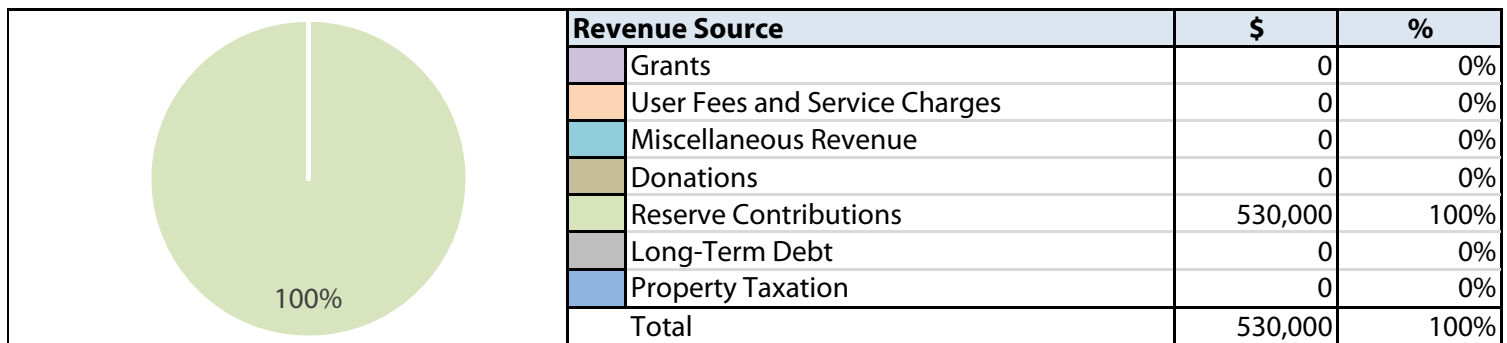 Revenue Source $ %
Grants 0 0%
User Fees and Service Charges 0 0%
Miscellaneous Revenue 0 0%
Donations 0 0%
Reserve Contributions 530,000 100%
Long-Term Debt 0 0%
Property Taxation 0 0%
100%
Total 530,000 100%